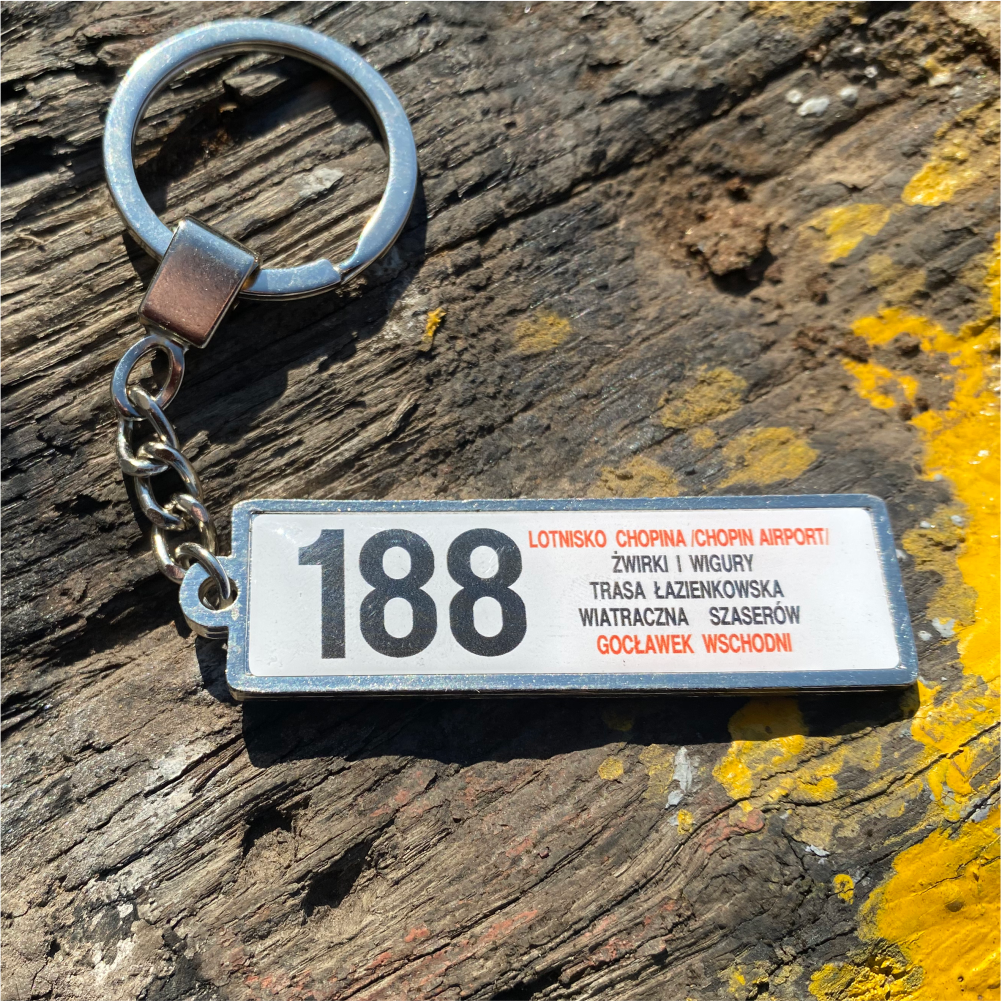 188
LOTNISKO CHOPINA /CHOPIN AIRPORT/
ŻWIRKI I WIGURY
TRASA ŁAZIENKOWSKA
WIATRACZNA SZASERÓW
GOCŁAWEK WSCHODNI